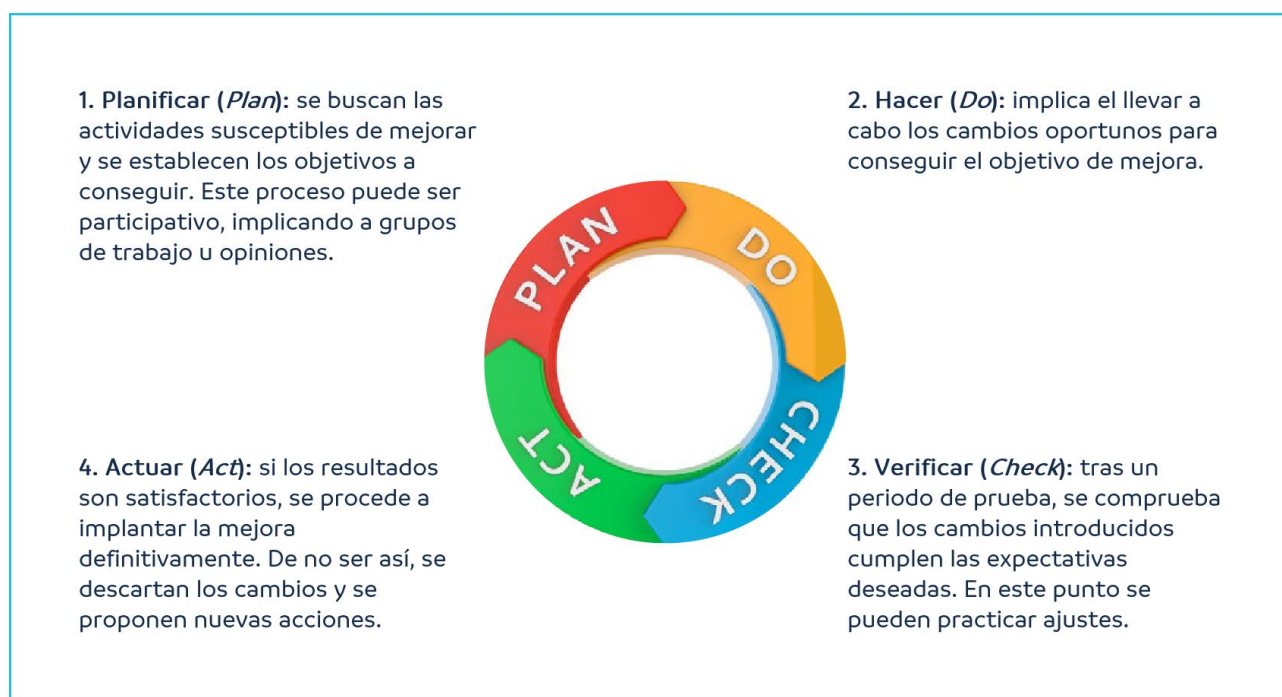 1. Planificar (Plan): se buscan las
actividades susceptibles de mejorar
y se establecen los objetivos a
conseguir. Este proceso puede ser
participativo, implicando a grupos
de trabajo u opiniones.
2. Hacer (Do): implica el llevar a
cabo los cambios oportunos para
conseguir el objetivo de mejora.
PLAN
DO
CHECK
ACT
3. Verificar (Check): tras un
periodo de prueba, se comprueba
que los cambios introducidos
cumplen las expectativas
deseadas. En este punto se
pueden practicar ajustes.
4. Actuar (Act): si los resultados
son satisfactorios, se procede a
implantar la mejora
definitivamente. De no ser así, se
descartan los cambios y se
proponen nuevas acciones.